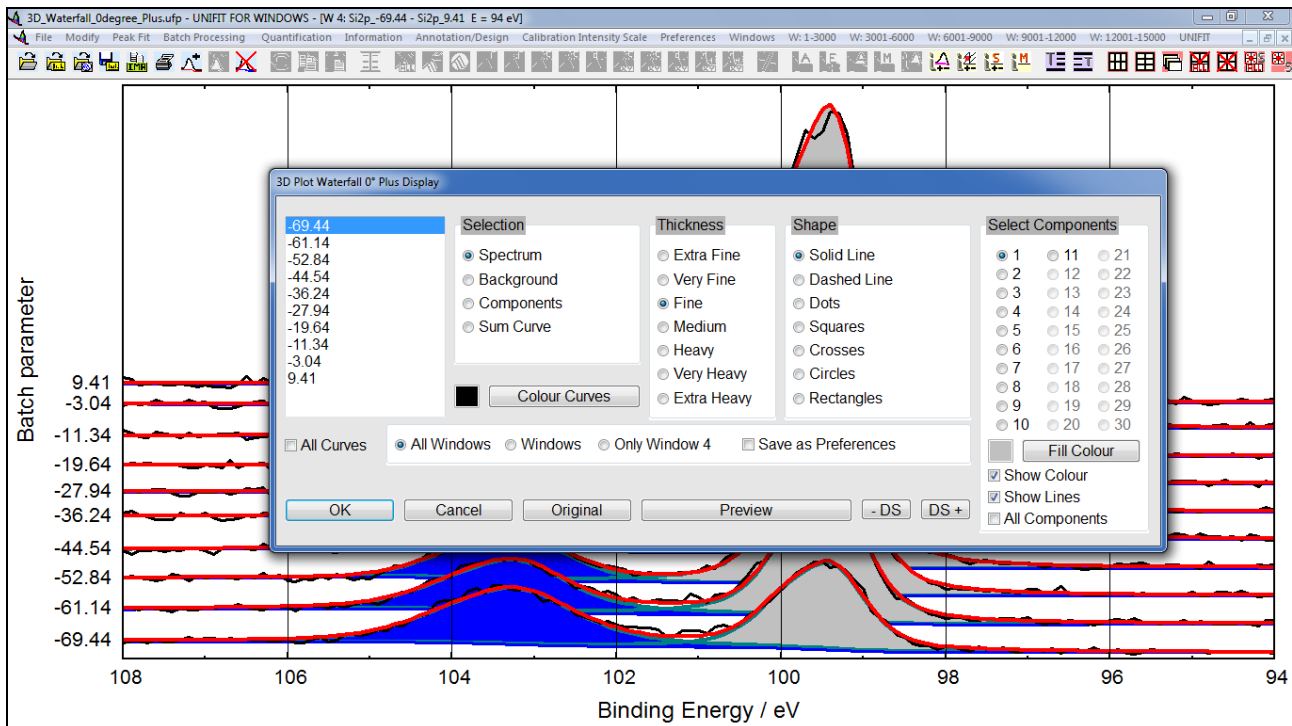 3D_Waterfall_0degree_Plus.ufp - UNIFIT FOR WINDOWS - [W 4: Si2p_-69.44 - Si2p_9.41 E = 94 eV]
File Modify Peak Fit Batch Processing Quantification Information Annotation/Design Calibration Intensity Scale Preferences Windows W: 1-3000 W: 3001-6000 W: 6001-9000 W: 9001-12000 W: 12001-15000 UNIFIT
3D Plot Waterfall 0° Plus Display
-69.44
-61.14
-52.84
-44.54
-36.24
-27.94
-19.64
-11.34
-3.04
9.41
Selection
Spectrum
Background
Components
Sum Curve
Colour Curves
Thickness
Extra Fine
Very Fine
Fine
Medium
Heavy
Very Heavy
Extra Heavy
Shape
Solid Line
Dashed Line
Dots
Squares
Crosses
Circles
Rectangles
Select Components
1 11 21
2 12 22
3 13 23
4 14 24
5 15 25
6 16 26
7 17 27
8 18 28
9 19 29
10 20 30
Fill Colour
Show Colour
Show Lines
All Components
All Curves
All Windows Windows Only Window 4 Save as Preferences
OK Cancel Original Preview - DS DS +
Batch parameter
9.41
-3.04
-11.34
-19.64
-27.94
-36.24
-44.54
-52.84
-61.14
-69.44
108 106 104 102 100 98 96 94
Binding Energy / eV